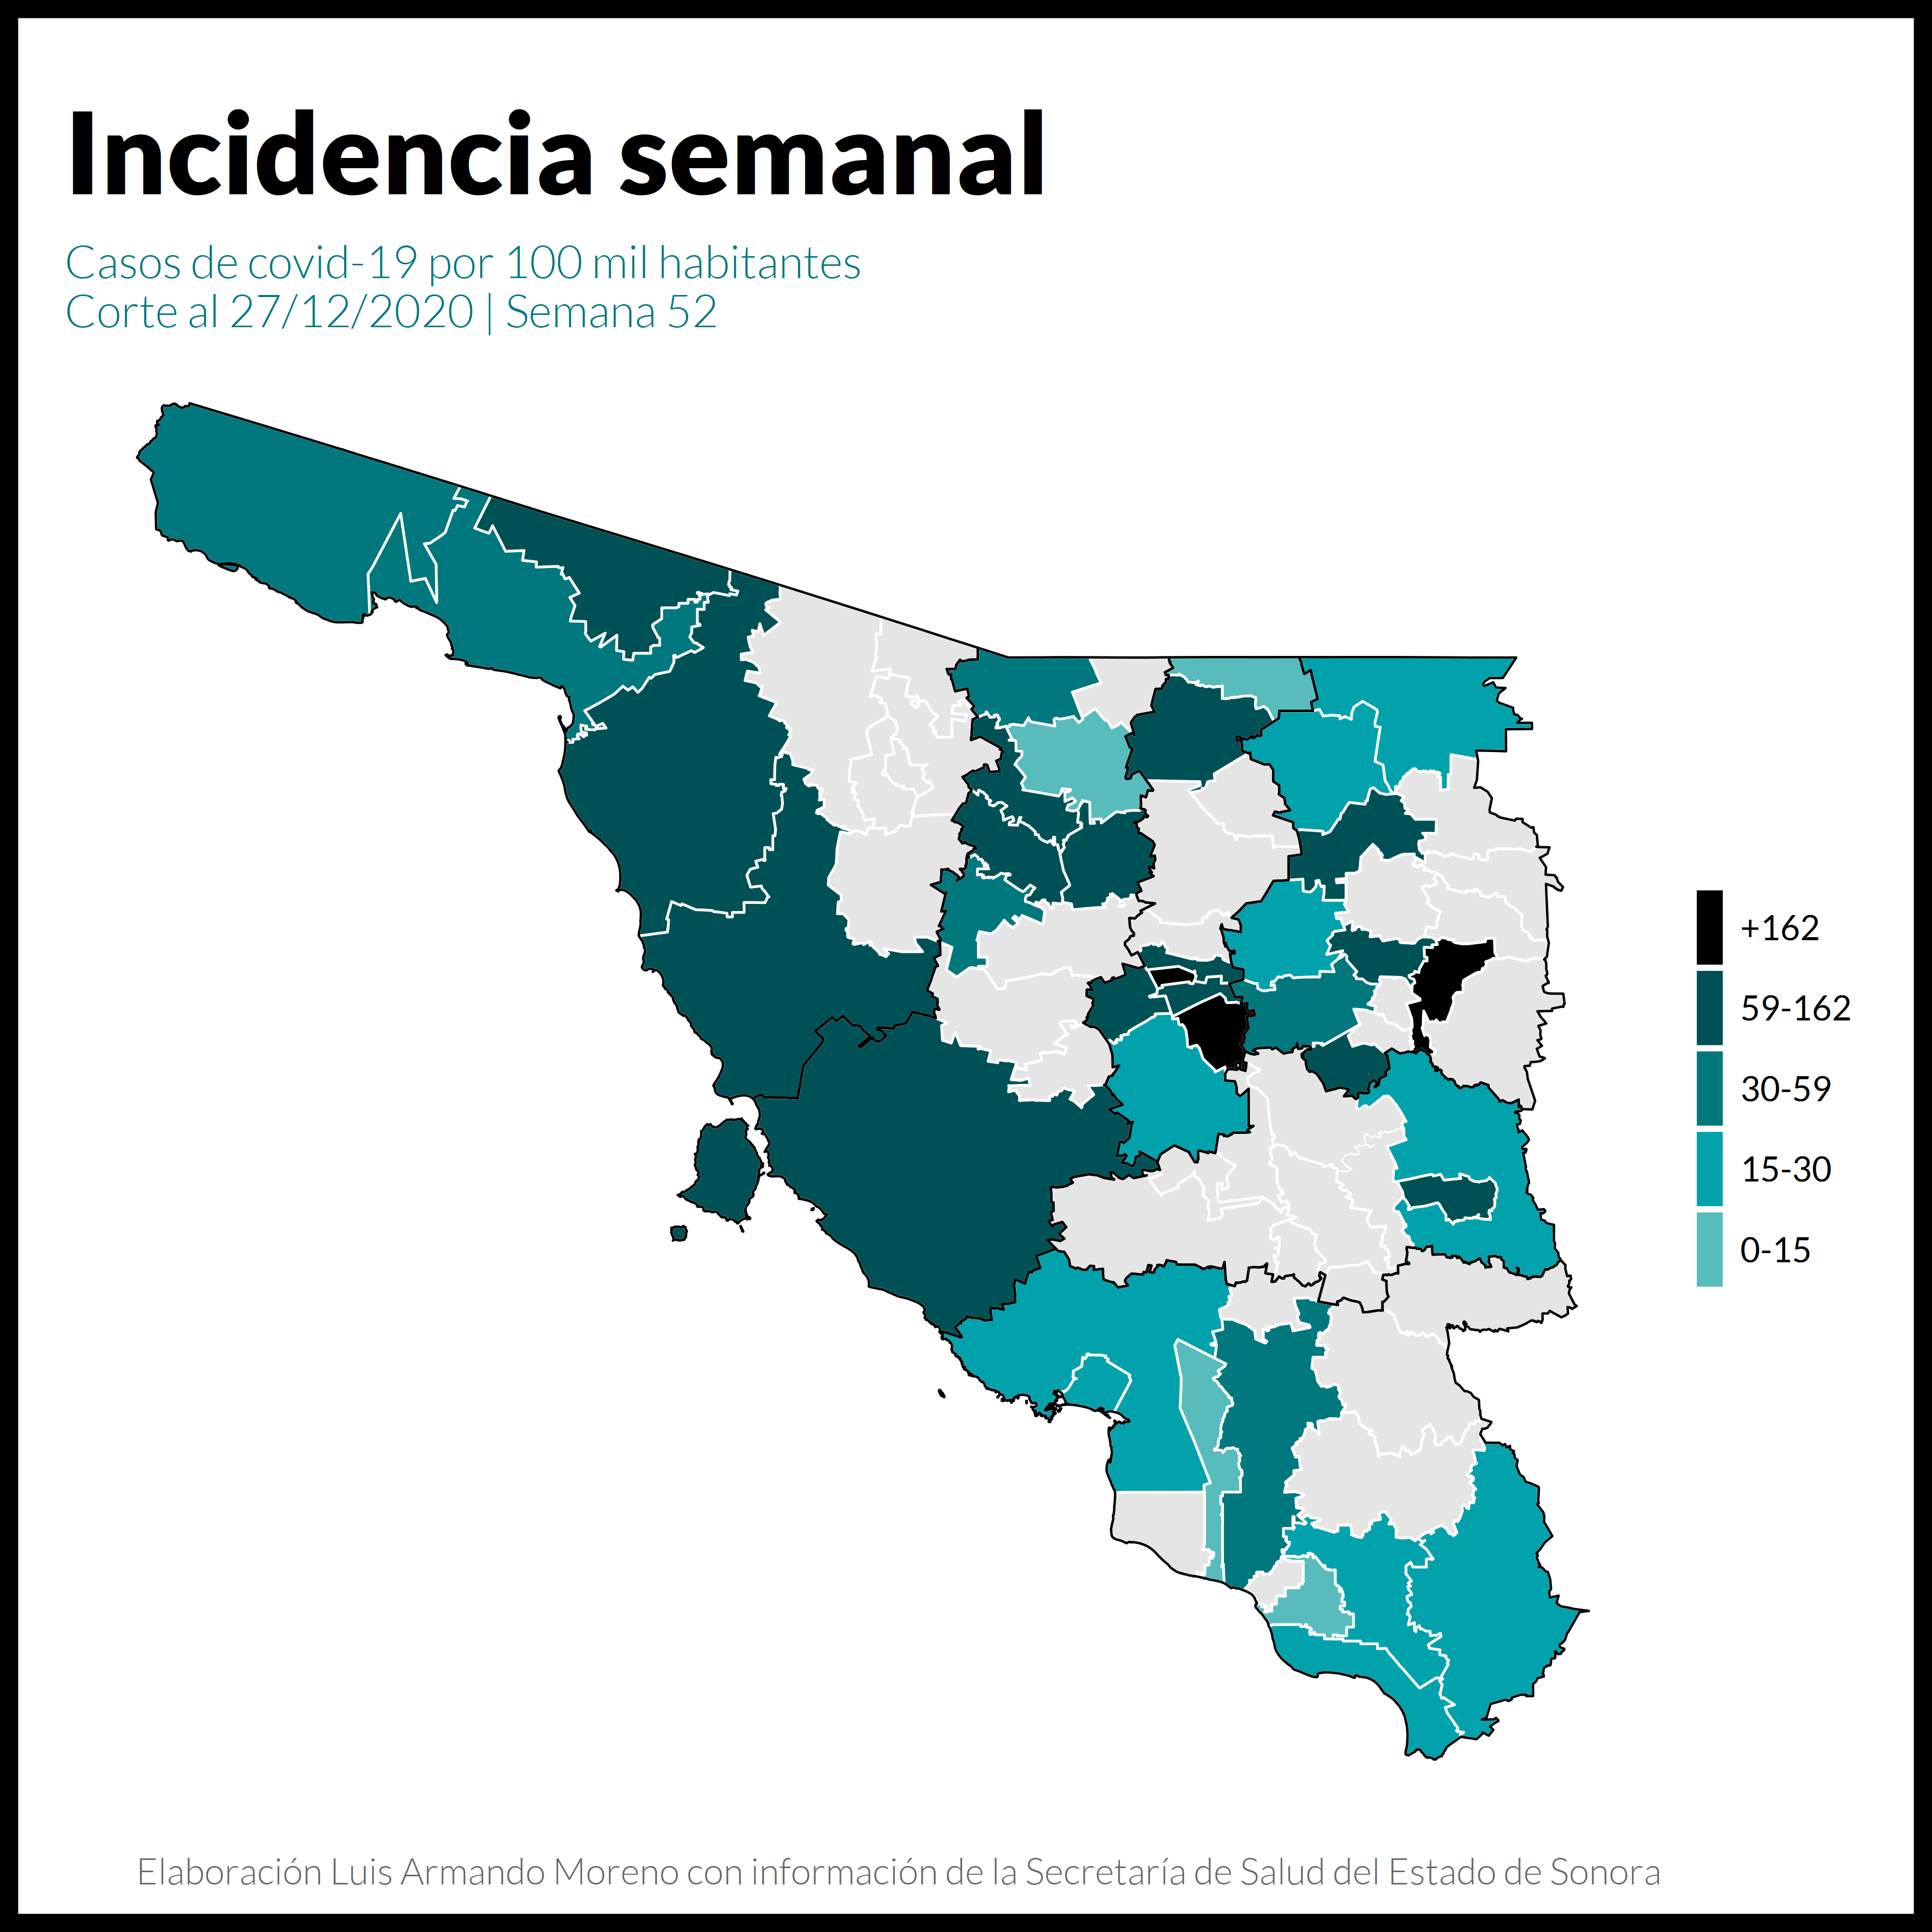 Incidencia semanal
Casos de covid-19 por 100 mil habitantes
Corte al 27/12/2020 | Semana 52
+162
59-162
30-59
15-30
0-15
Elaboración Luis Armando Moreno con información de la Secretaría de Salud del Estado de Sonora